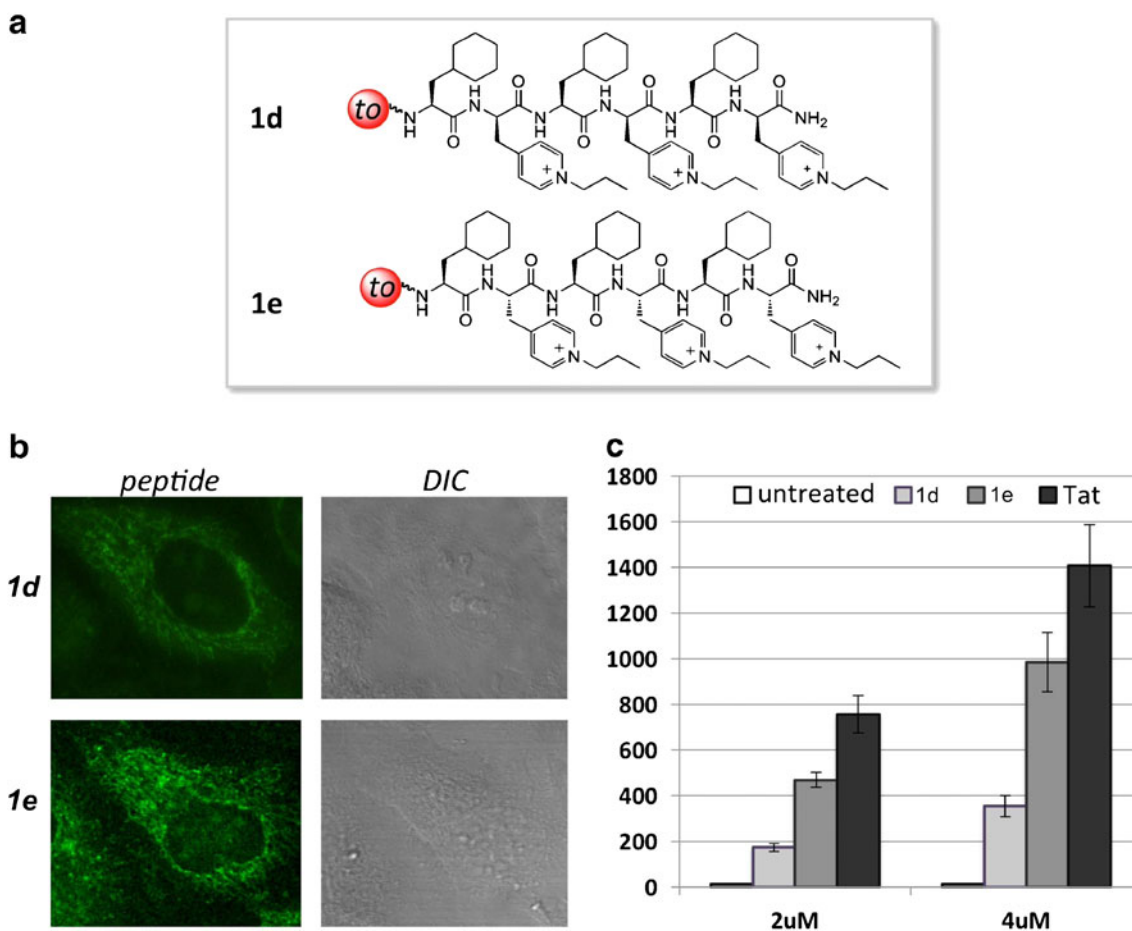 a
1d
to
N
H
O
H
N
O
N
H
O
H
N
O
N
H
O
H
N
O
NH2
+
N
+
N
+
N
1e
to
N
H
O
H
N
O
N
H
O
H
N
O
N
H
O
H
N
O
NH2
+
N
+
N
+
N
b
peptide DIC
1d
1e
c
untreated 1d 1e Tat
1800
1600
1400
1200
1000
800
600
400
200
0
2uM 4uM